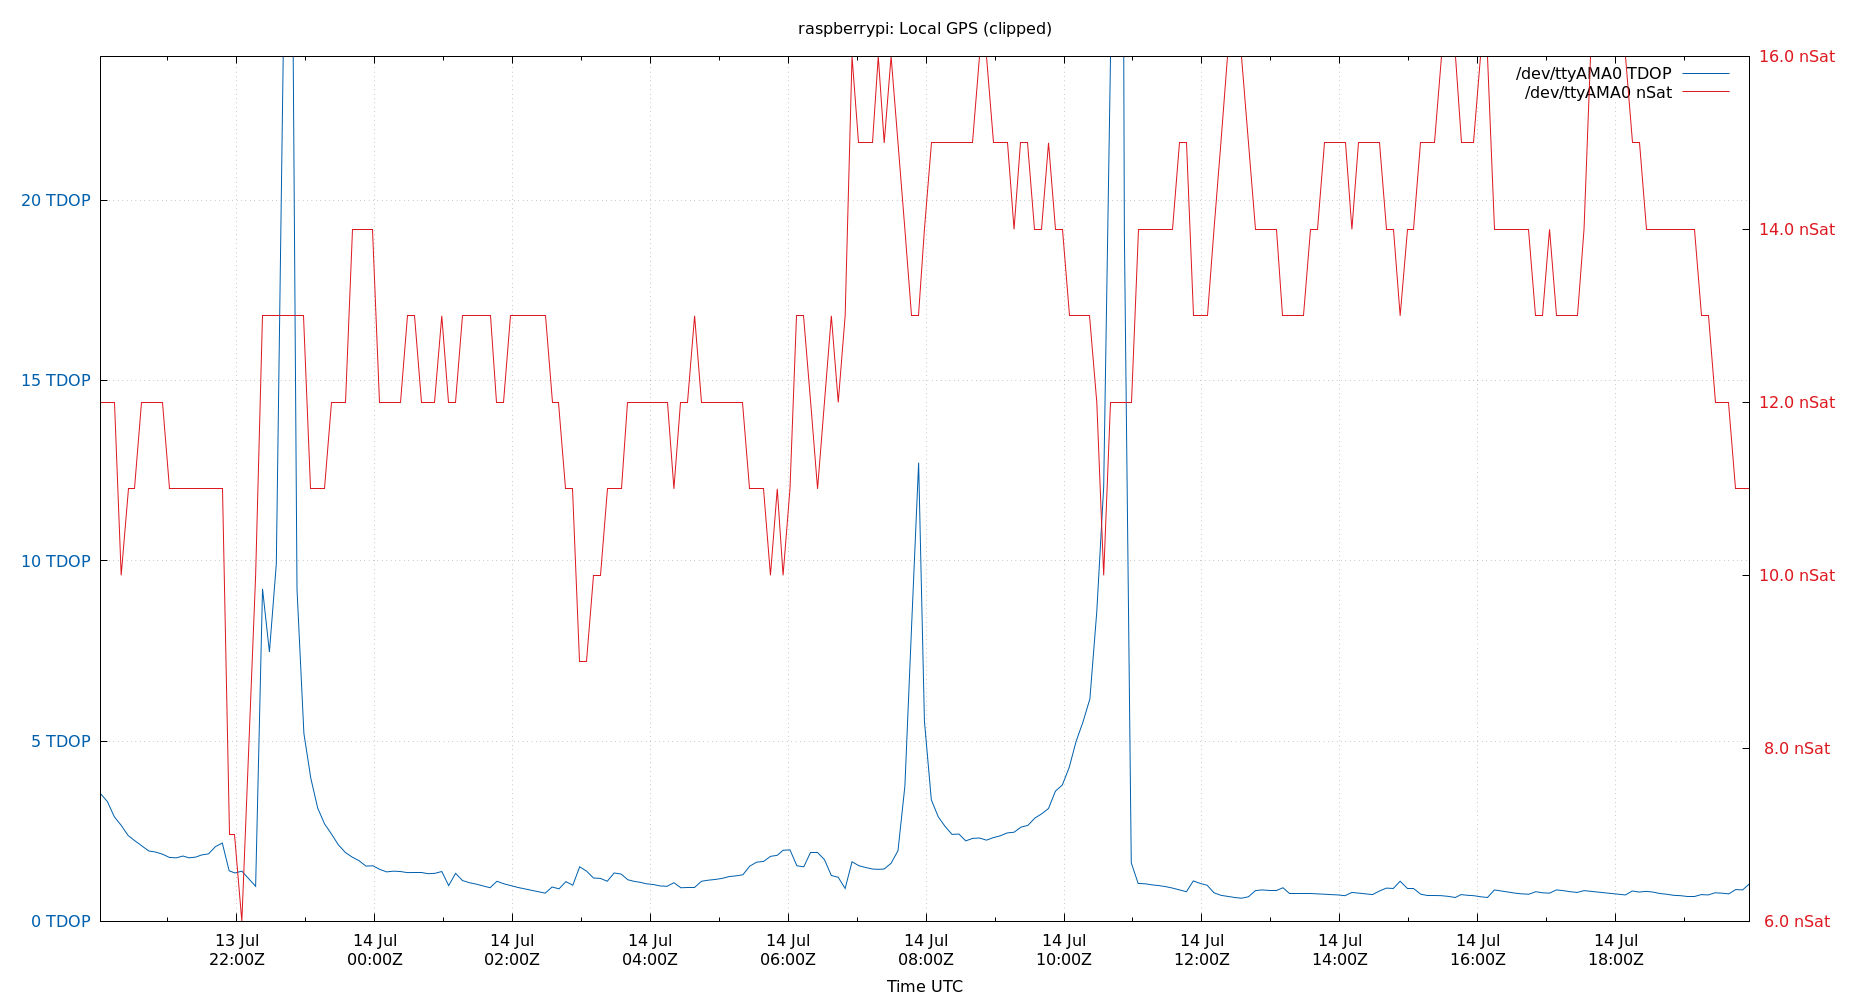 raspberrypi: Local GPS (clipped)
16.0 nSat
/dev/ttyAMA0 TDOP
/dev/ttyAMA0 nSat
20 TDOP
14.0 nSat
15 TDOP
12.0 nSat
10 TDOP
10.0 nSat
5 TDOP
8.0 nSat
0 TDOP
6.0 nSat
13 Jul
22:00Z
14 Jul
00:00Z
14 Jul
02:00Z
14 Jul
04:00Z
14 Jul
06:00Z
14 Jul
08:00Z
14 Jul
10:00Z
14 Jul
12:00Z
14 Jul
14:00Z
14 Jul
16:00Z
14 Jul
18:00Z
Time UTC